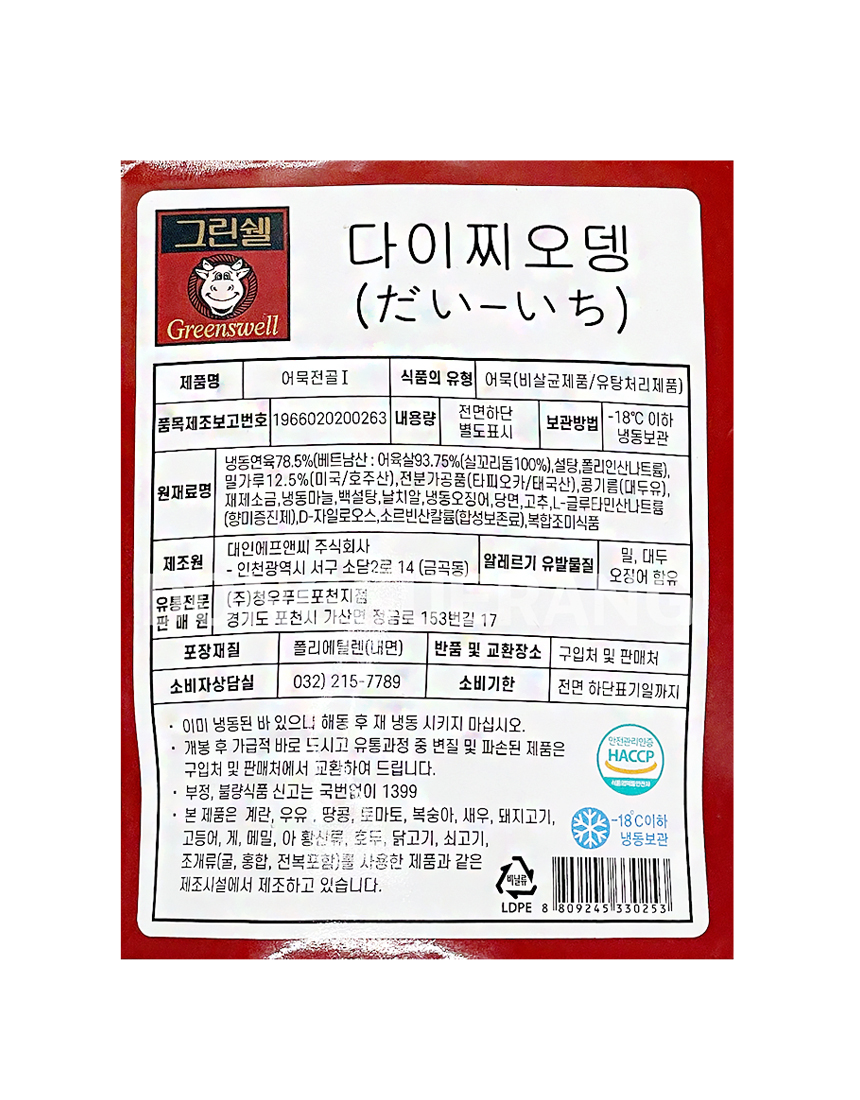 그린쉘
Greenswell
다이찌오뎅
(だい-いち)
제품명 어묵전골Ⅰ 식품의 유형 어묵(비살균제품/유탕처리제품)
품목제조보고번호 1966020200263 내용량 전면하단 별도표시 보관방법 -18℃ 이하 냉동보관
원재료명
냉동연육78.5%(베트남산 : 어육살93.75%(실꼬리돔100%),설탕,폴리인산나트륨),
밀가루12.5%(미국/호주산),전분가공품(타피오카/태국산),콩기름(대두유),
재제소금,냉동마늘,백설탕,날치알,냉동오징어,당면,고추,L-글루타민산나트륨
(향미증진제),D-자일로오스,소르빈산칼륨(합성보존료),복합조미식품
제조원 대인에프앤씨 주식회사
- 인천광역시 서구 소담2로 14 (금곡동)
알레르기 유발물질 밀, 대두
오징어 함유
유통전문
판 매 원
(주)청우푸드포천지점
경기도 포천시 가산면 정금로 153번길 17
포장재질 폴리에틸렌(내면) 반품 및 교환장소 구입처 및 판매처
소비자상담실 032) 215-7789 소비기한 전면 하단표기일까지
· 이미 냉동된 바 있으니 해동 후 재 냉동 시키지 마십시오.
· 개봉 후 가급적 바로 드시고 유통과정 중 변질 및 파손된 제품은
구입처 및 판매처에서 교환하여 드립니다.
· 부정, 불량식품 신고는 국번없이 1399
· 본 제품은 계란, 우유 , 땅콩, 토마토, 복숭아, 새우, 돼지고기,
고등어, 게, 메밀, 아황산류, 호두, 닭고기, 쇠고기,
조개류(굴, 홍합, 전복포함)를 사용한 제품과 같은
제조시설에서 제조하고 있습니다.
안전관리인증
HACCP
-18℃이하
냉동보관
비닐류
LDPE
8 809245 330253